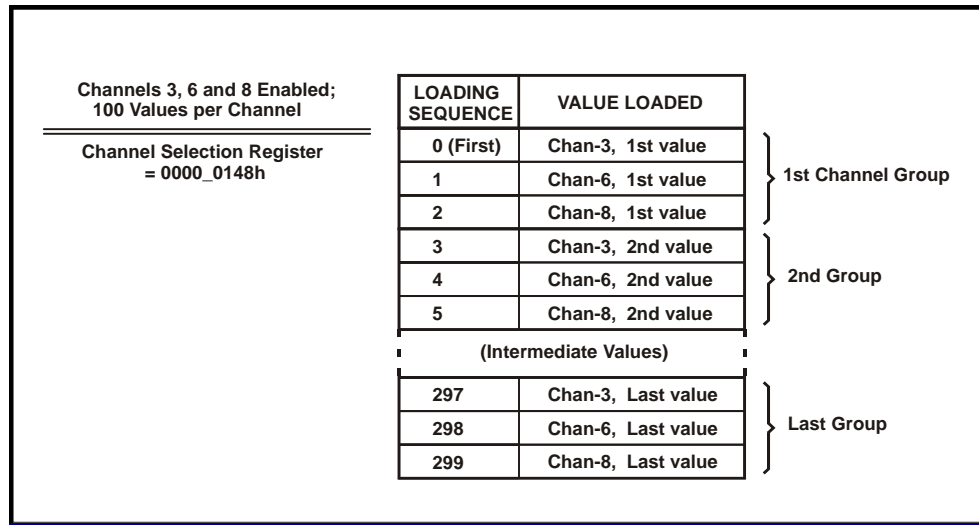 Channels 3, 6 and 8 Enabled;
100 Values per Channel
Channel Selection Register
= 0000_0148h
LOADING SEQUENCE VALUE LOADED
0 (First) Chan-3, 1st value
1 Chan-6, 1st value
2 Chan-8, 1st value
1st Channel Group
3 Chan-3, 2nd value
4 Chan-6, 2nd value
5 Chan-8, 2nd value
2nd Group
(Intermediate Values)
297 Chan-3, Last value
298 Chan-6, Last value
299 Chan-8, Last value
Last Group